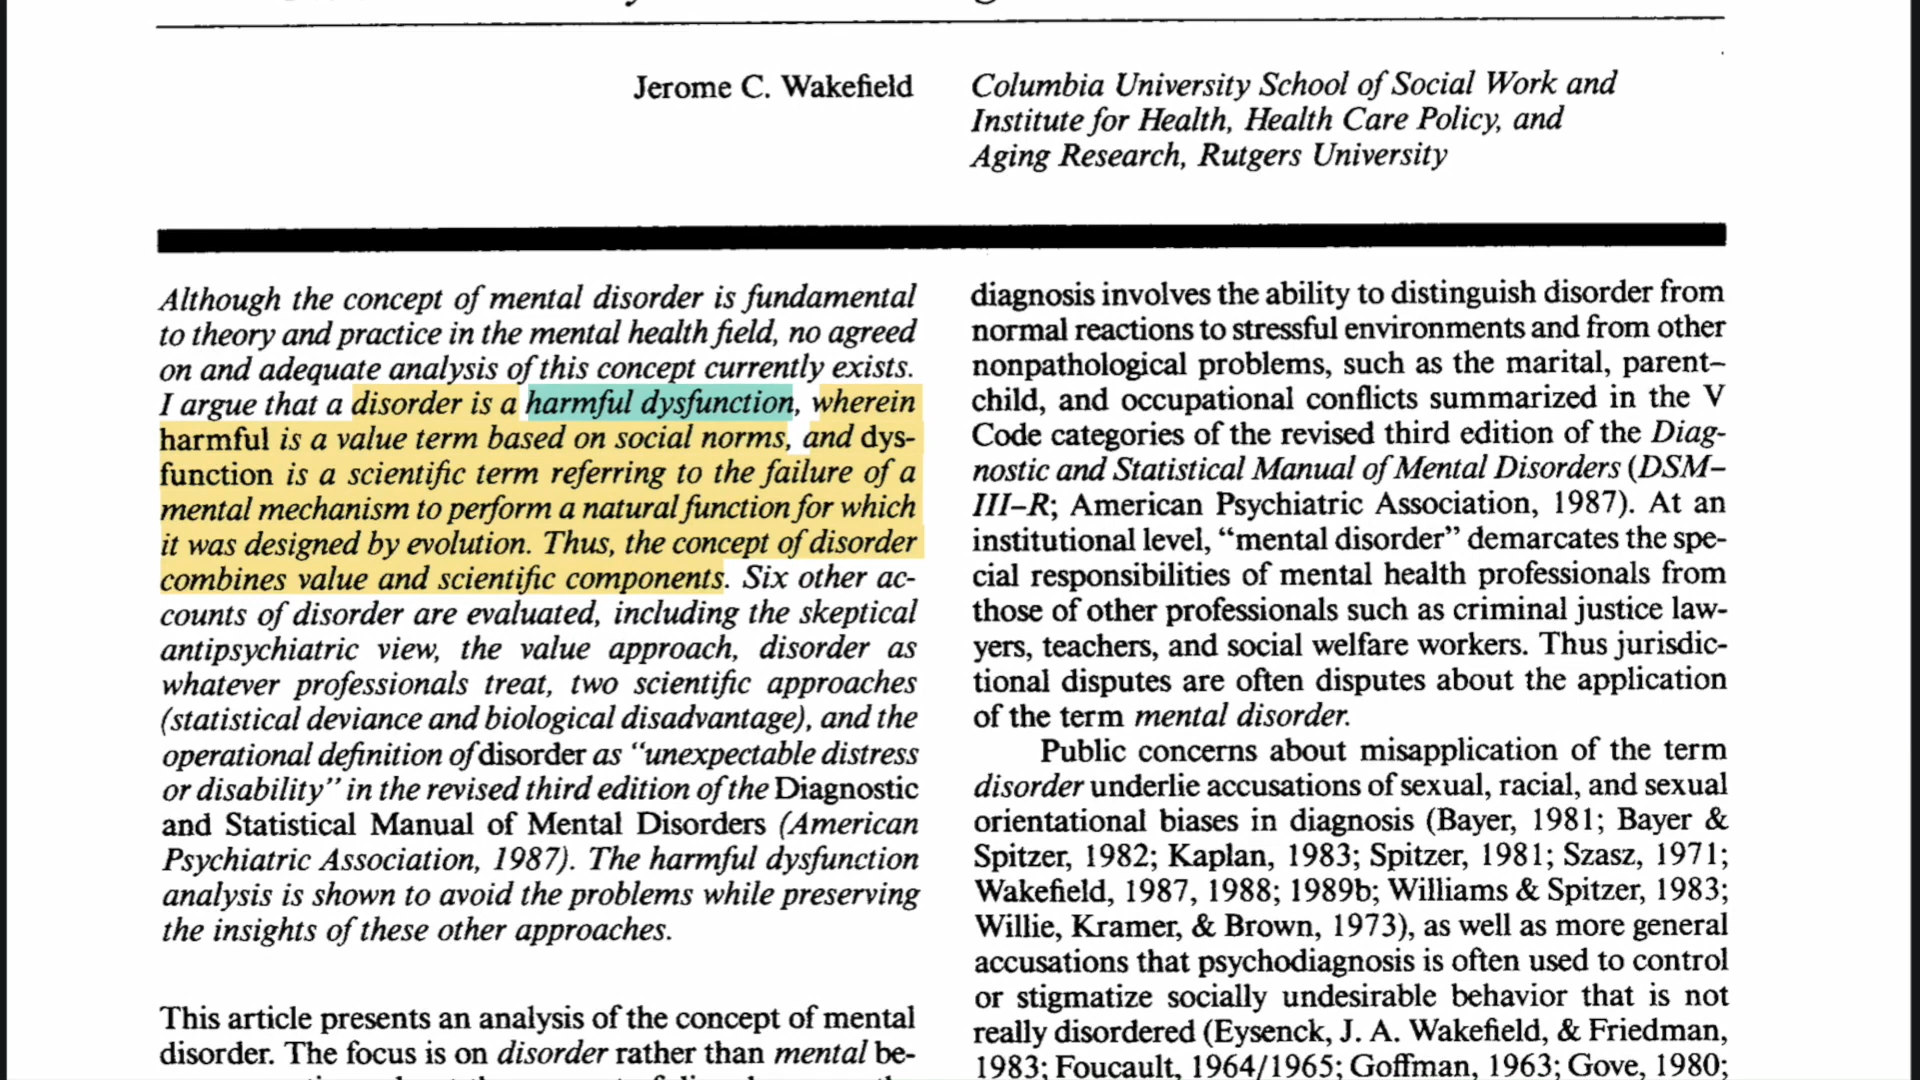 Jerome C. Wakefield
Columbia University School of Social Work and
Institute for Health, Health Care Policy, and
Aging Research, Rutgers University
Although the concept of mental disorder is fundamental
to theory and practice in the mental health field, no agreed
on and adequate analysis of this concept currently exists.
I argue that a disorder is a harmful dysfunction, wherein
harmful is a value term based on social norms, and dys-
function is a scientific term referring to the failure of a
mental mechanism to perform a natural function for which
it was designed by evolution. Thus, the concept of disorder
combines value and scientific components. Six other ac-
counts of disorder are evaluated, including the skeptical
antipsychiatric view, the value approach, disorder as
whatever professionals treat, two scientific approaches
(statistical deviance and biological disadvantage), and the
operational definition of disorder as “unexpectable distress
or disability” in the revised third edition of the Diagnostic
and Statistical Manual of Mental Disorders (American
Psychiatric Association, 1987). The harmful dysfunction
analysis is shown to avoid the problems while preserving
the insights of these other approaches.
This article presents an analysis of the concept of mental
disorder. The focus is on disorder rather than mental be-
diagnosis involves the ability to distinguish disorder from
normal reactions to stressful environments and from other
nonpathological problems, such as the marital, parent–
child, and occupational conflicts summarized in the V
Code categories of the revised third edition of the Diag-
nostic and Statistical Manual of Mental Disorders (DSM–
III–R; American Psychiatric Association, 1987). At an
institutional level, “mental disorder” demarcates the spe-
cial responsibilities of mental health professionals from
those of other professionals such as criminal justice law-
yers, teachers, and social welfare workers. Thus jurisdic-
tional disputes are often disputes about the application
of the term mental disorder.
Public concerns about misapplication of the term
disorder underlie accusations of sexual, racial, and sexual
orientational biases in diagnosis (Bayer, 1981; Bayer &
Spitzer, 1982; Kaplan, 1983; Spitzer, 1981; Szasz, 1971;
Wakefield, 1987, 1988; 1989b; Williams & Spitzer, 1983;
Willie, Kramer, & Brown, 1973), as well as more general
accusations that psychodiagnosis is often used to control
or stigmatize socially undesirable behavior that is not
really disordered (Eysenck, J. A. Wakefield, & Friedman,
1983; Foucault, 1964/1965; Goffman, 1963; Gove, 1980;